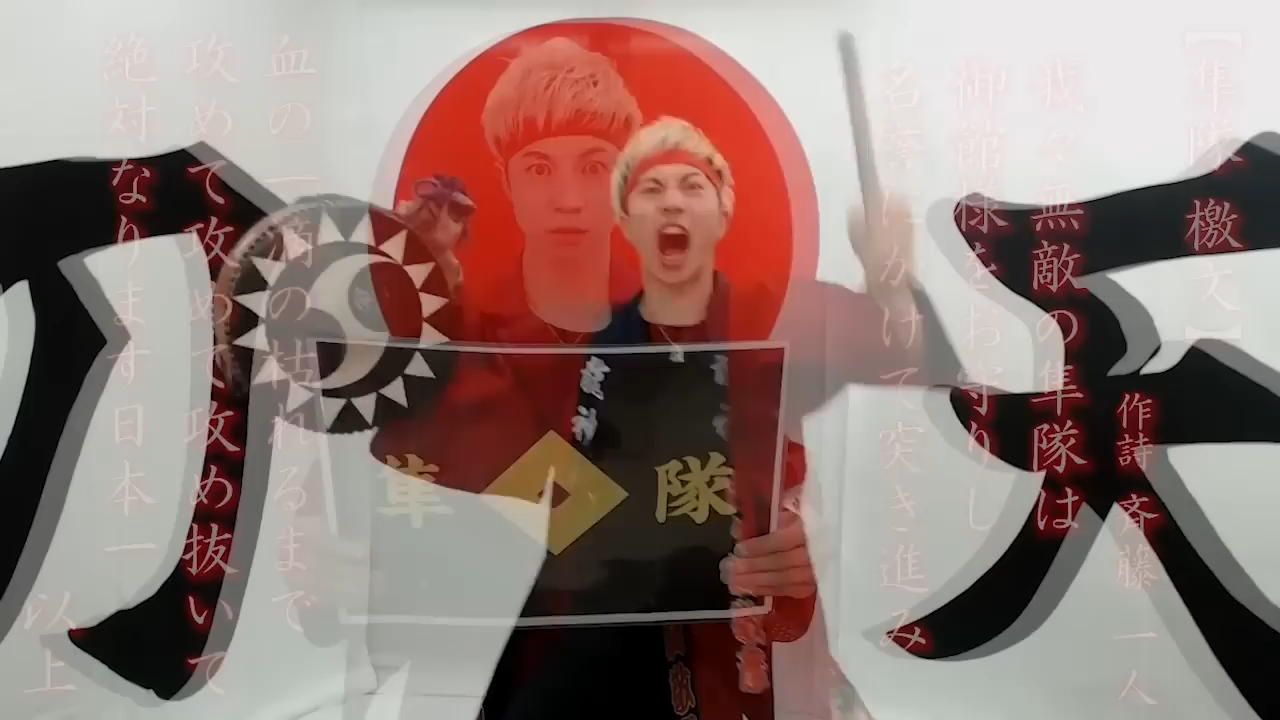 【隼隊 檄文】
作詩 斉藤 一人
我々無敵の隼隊は
御館様をお守りし
名誉にかけて突き進み
血の一滴の枯れるまで
攻めて攻めて攻め抜いて
絶対なります日本一
以上
隼 隊
龍神